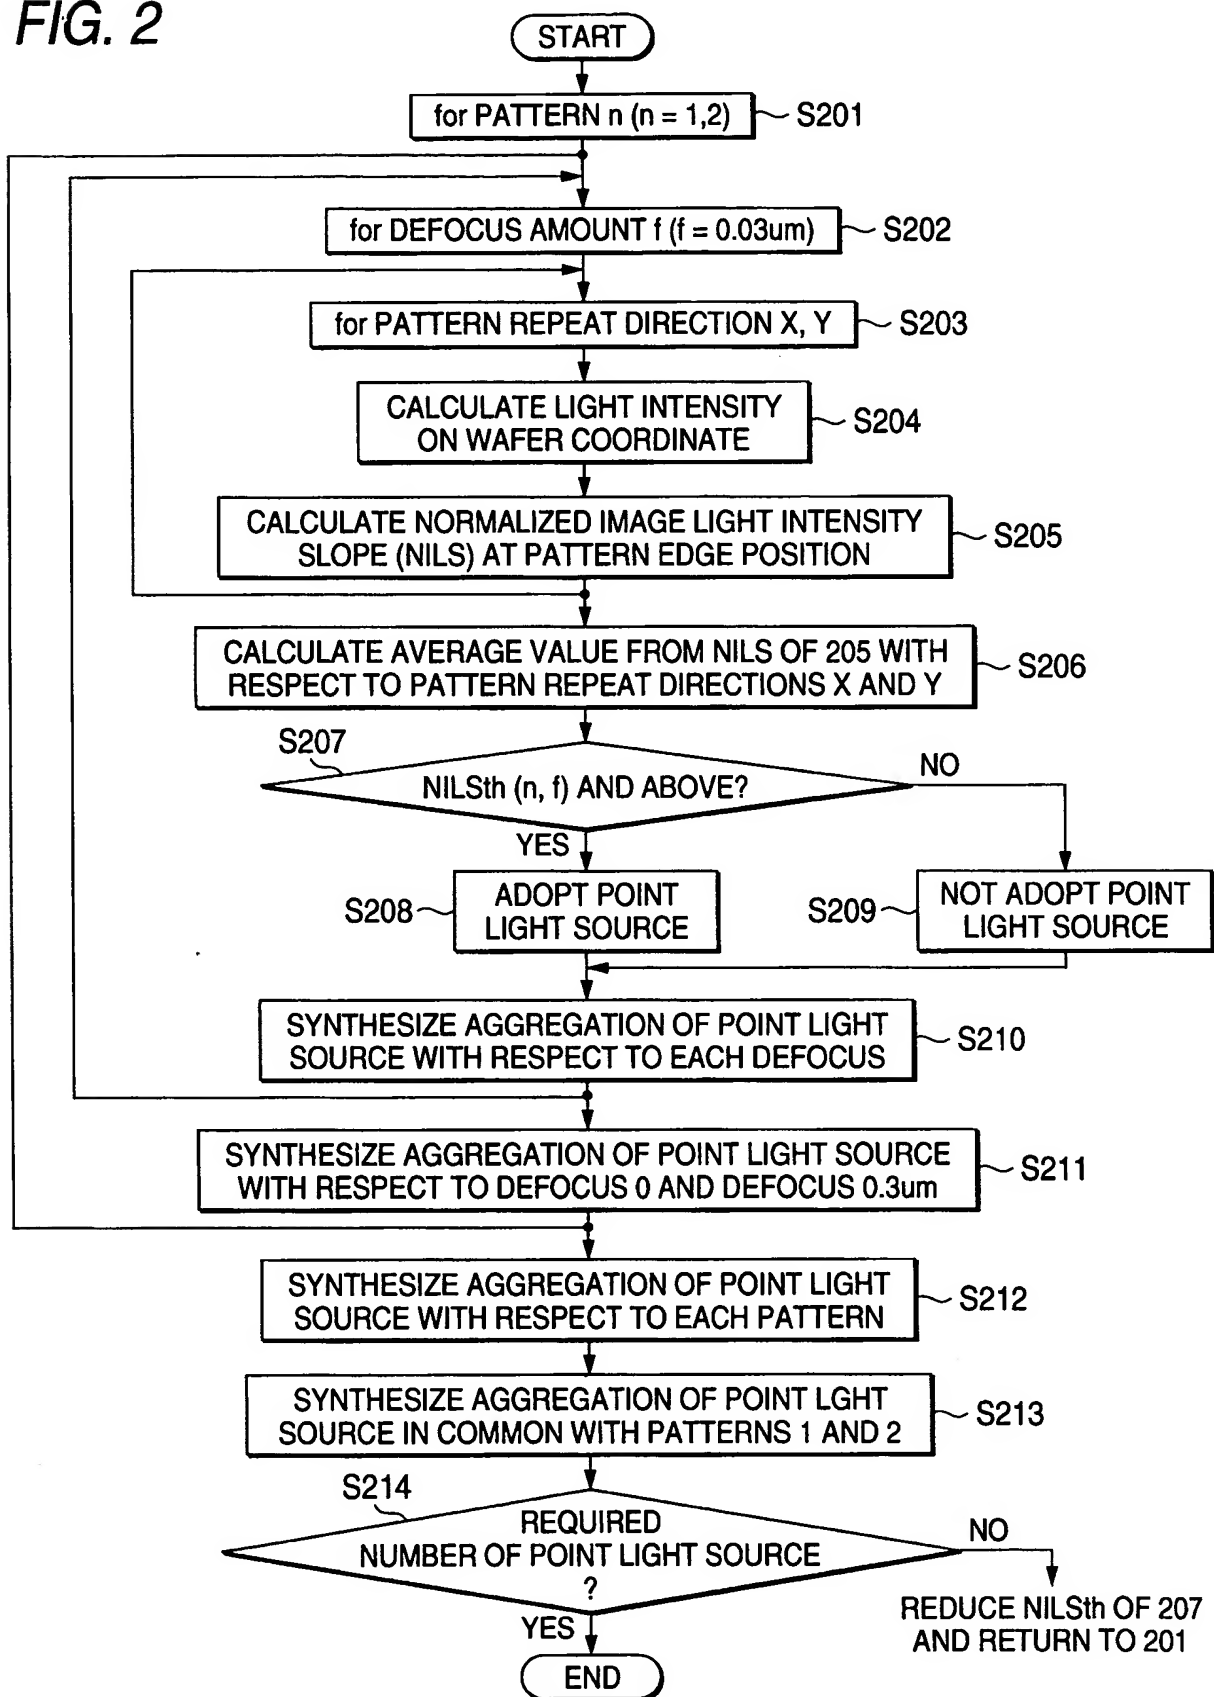 FIG. 2
START
for PATTERN n (n = 1,2)
S201
for DEFOCUS AMOUNT f (f = 0.03um)
S202
for PATTERN REPEAT DIRECTION X, Y
S203
CALCULATE LIGHT INTENSITY
ON WAFER COORDINATE
S204
CALCULATE NORMALIZED IMAGE LIGHT INTENSITY
SLOPE (NILS) AT PATTERN EDGE POSITION
S205
CALCULATE AVERAGE VALUE FROM NILS OF 205 WITH
RESPECT TO PATTERN REPEAT DIRECTIONS X AND Y
S206
S207
NILSth (n, f) AND ABOVE?
NO
YES
S208
ADOPT POINT
LIGHT SOURCE
S209
NOT ADOPT POINT
LIGHT SOURCE
SYNTHESIZE AGGREGATION OF POINT LIGHT
SOURCE WITH RESPECT TO EACH DEFOCUS
S210
SYNTHESIZE AGGREGATION OF POINT LIGHT SOURCE
WITH RESPECT TO DEFOCUS 0 AND DEFOCUS 0.3um
S211
SYNTHESIZE AGGREGATION OF POINT LIGHT
SOURCE WITH RESPECT TO EACH PATTERN
S212
SYNTHESIZE AGGREGATION OF POINT LGHT
SOURCE IN COMMON WITH PATTERNS 1 AND 2
S213
S214
REQUIRED
NUMBER OF POINT LIGHT SOURCE
?
NO
REDUCE NILSth OF 207
AND RETURN TO 201
YES
END